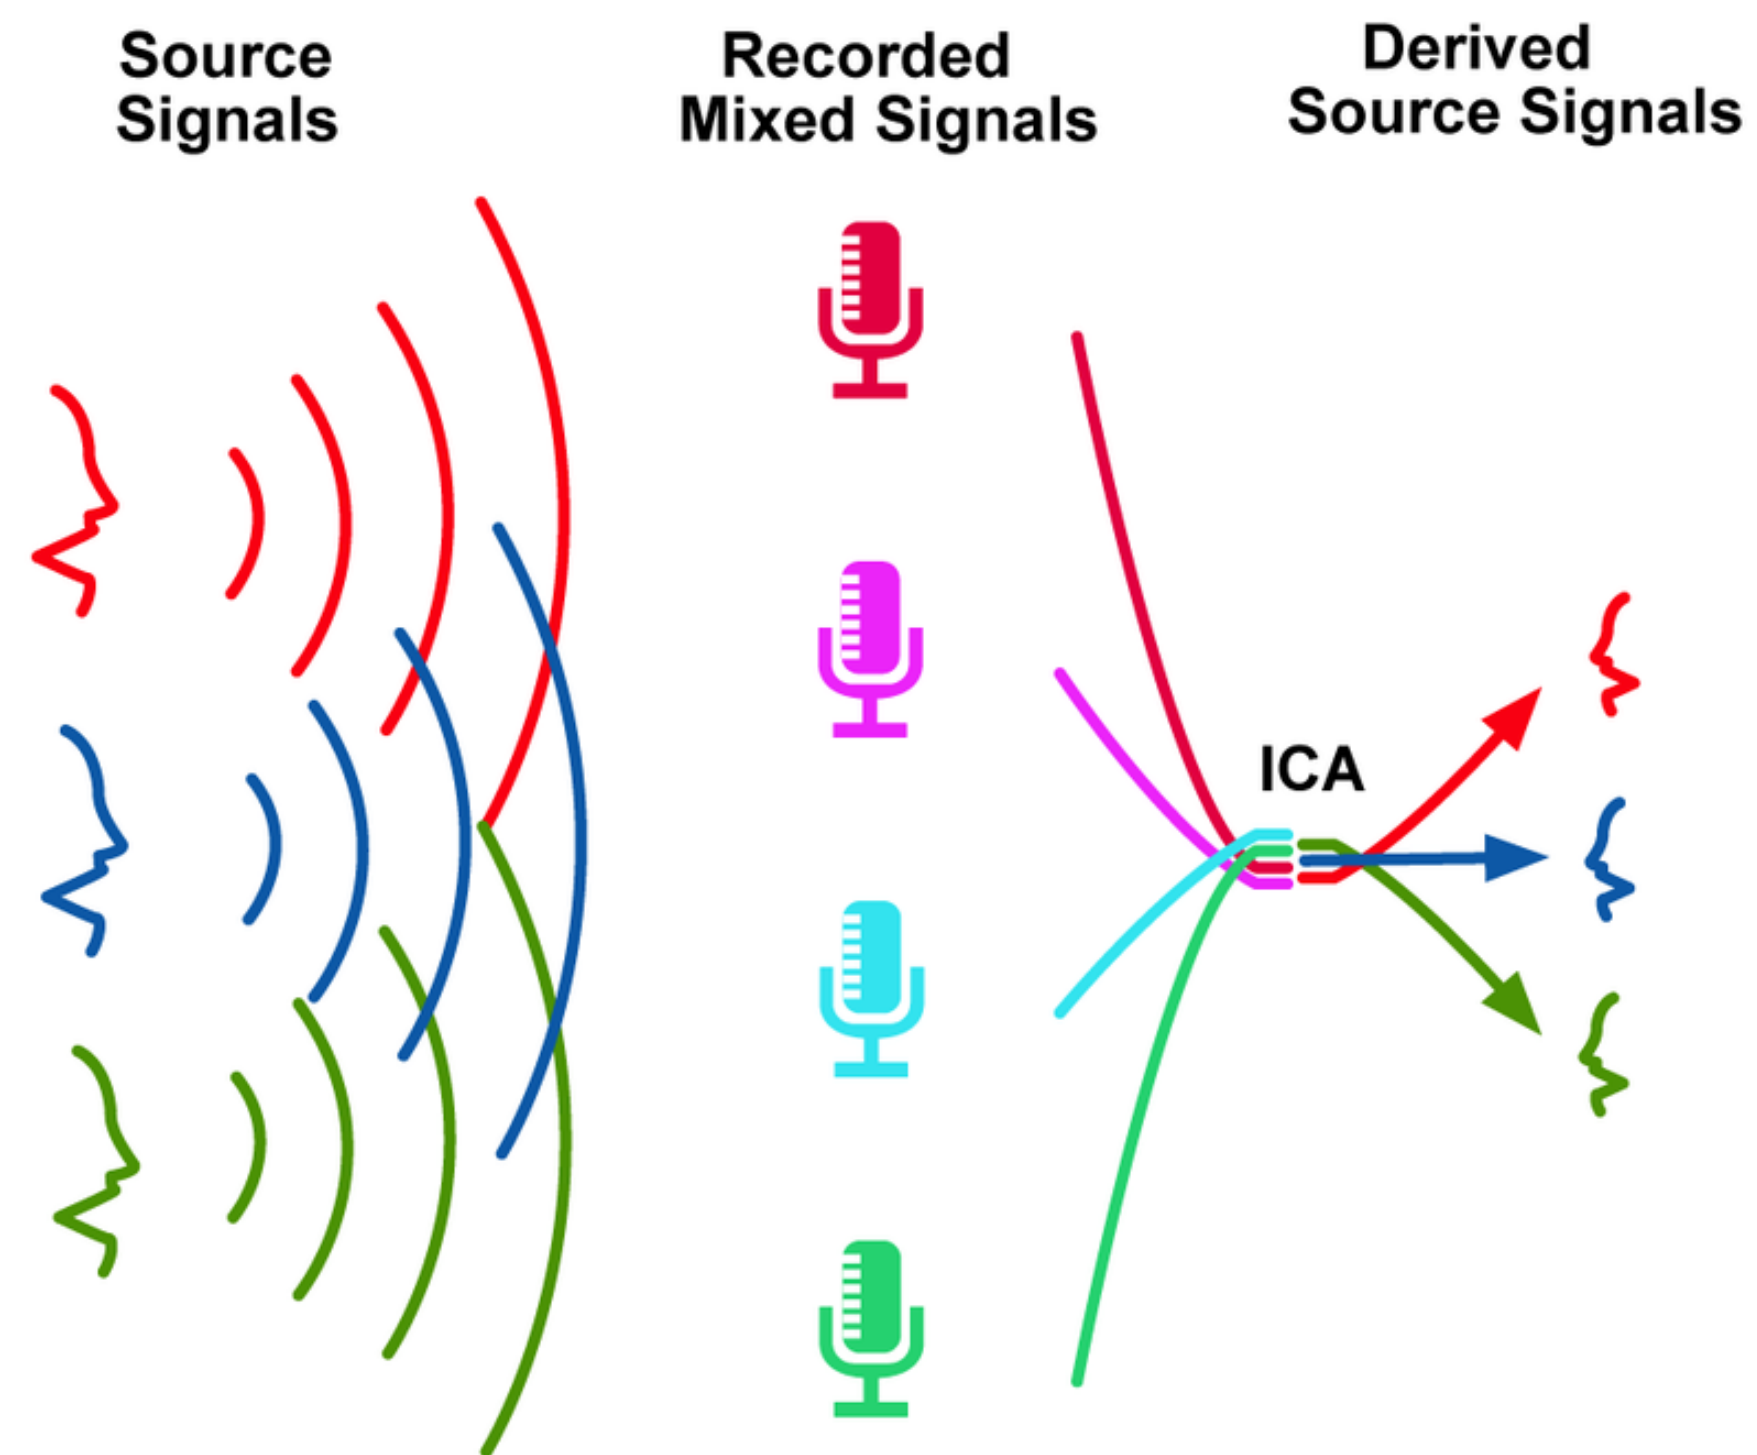 Source
Signals
Recorded
Mixed Signals
Derived
Source Signals
ICA